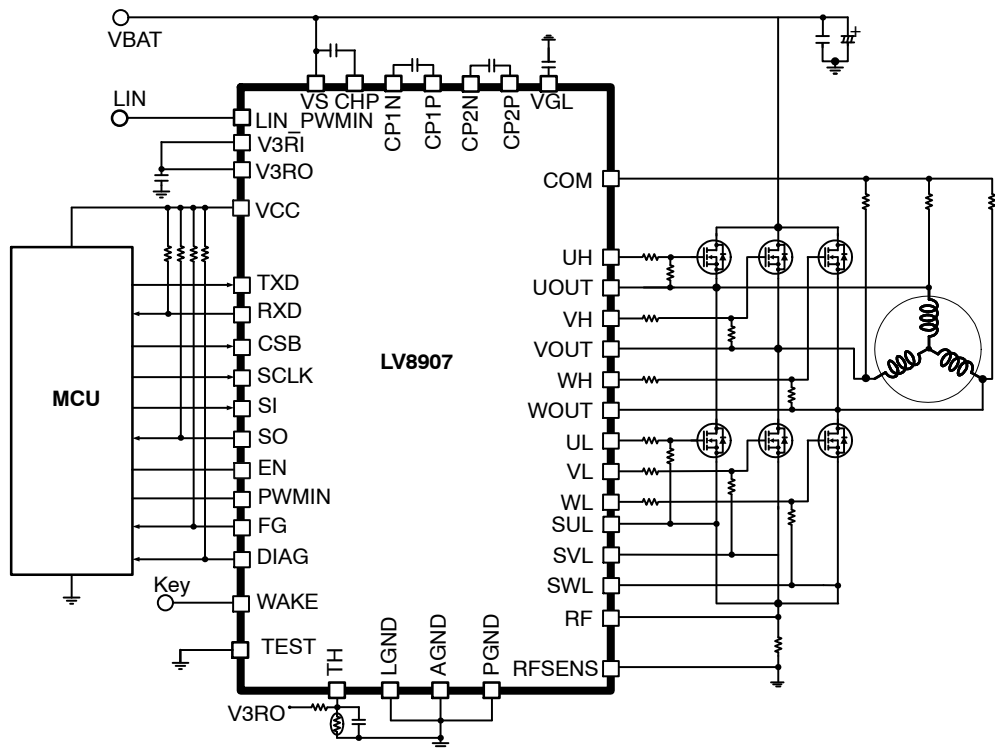 VBAT
LIN
VS CHP
CP1N
CP1P
CP2N
CP2P
VGL
LIN_PWMIN
V3RI
V3RO
VCC
TXD
RXD
CSB
SCLK
SI
SO
EN
PWMIN
FG
DIAG
WAKE
TEST
MCU
Key
LV8907
COM
UH
UOUT
VH
VOUT
WH
WOUT
UL
VL
WL
SUL
SVL
SWL
RF
RFSENS
TH
LGND
AGND
PGND
V3RO
+